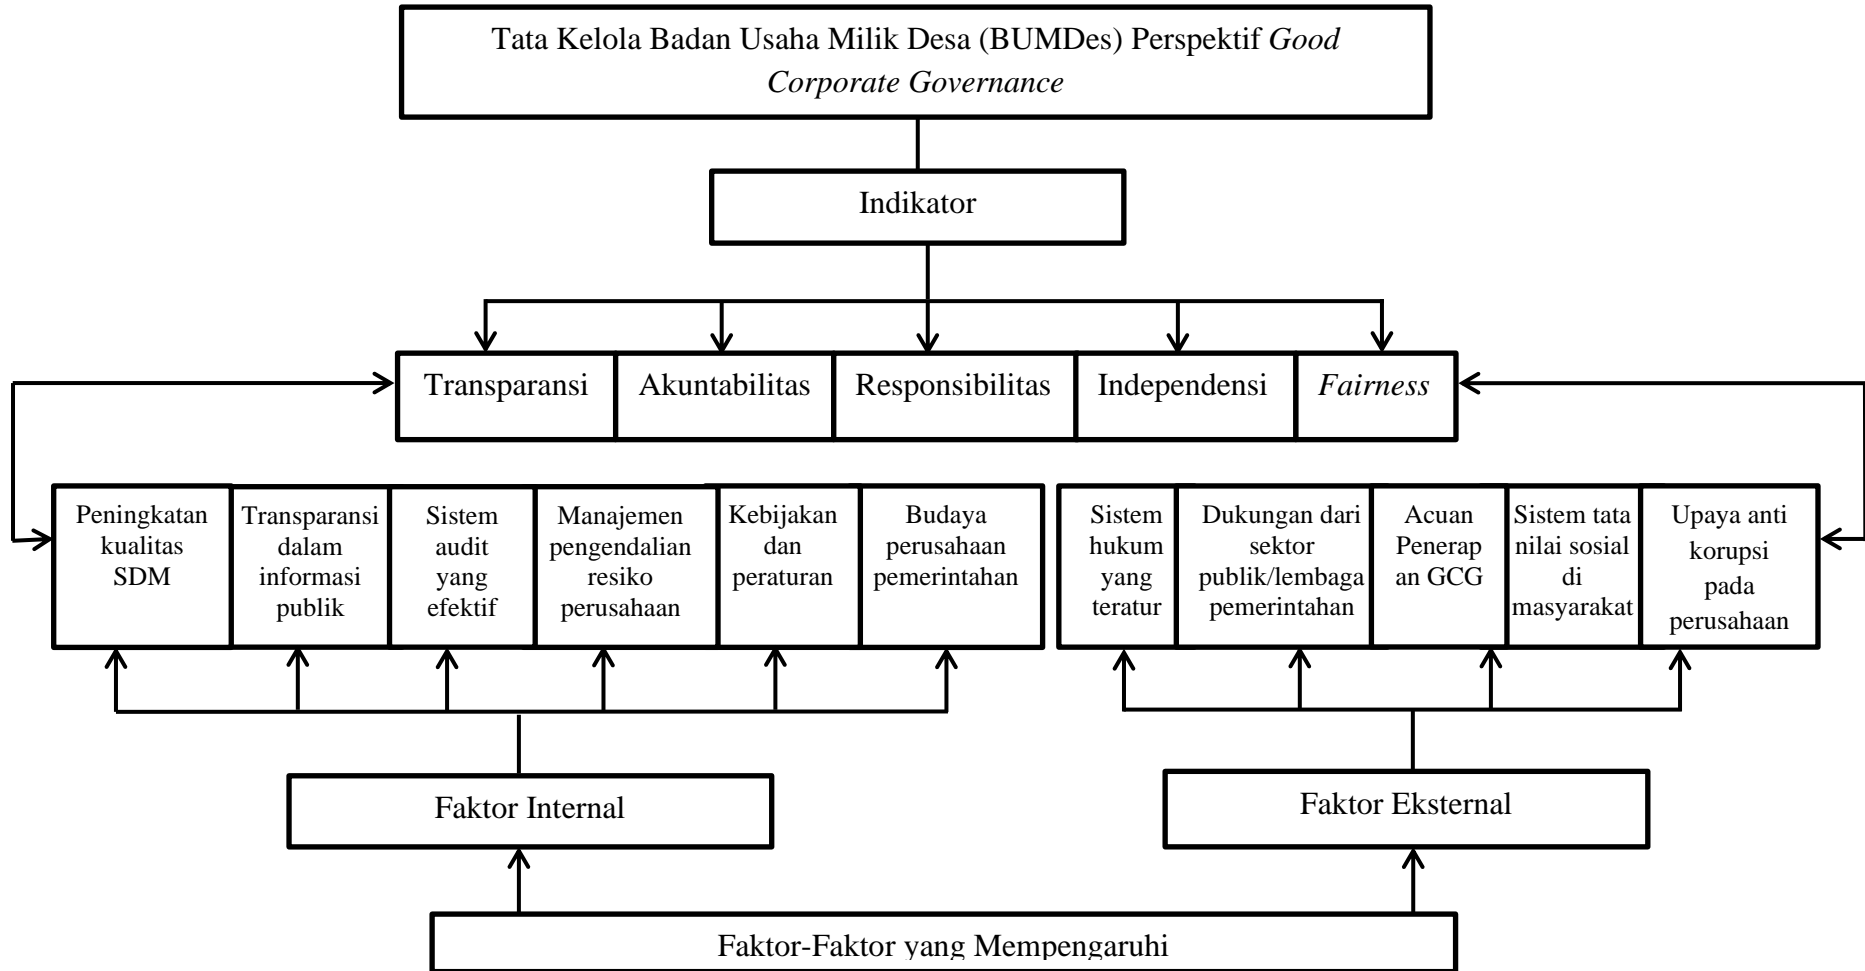 Tata Kelola Badan Usaha Milik Desa (BUMDes) Perspektif Good
Corporate Governance
Indikator
Transparansi
Akuntabilitas
Responsibilitas
Independensi
Fairness
Peningkatan
kualitas
SDM
Transparansi
dalam
informasi
publik
Sistem
audit
yang
efektif
Manajemen
pengendalian
resiko
perusahaan
Kebijakan
dan
peraturan
Budaya
perusahaan
pemerintahan
Sistem
hukum
yang
teratur
Dukungan dari
sektor
publik/lembaga
pemerintahan
Acuan
Penerap
an GCG
Sistem tata
nilai sosial
di
masyarakat
Upaya anti
korupsi
pada
perusahaan
Faktor Internal
Faktor Eksternal
Faktor-Faktor yang Mempengaruhi